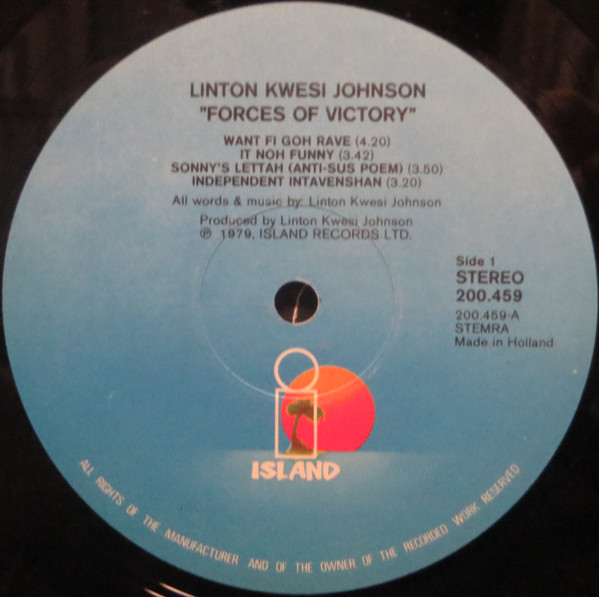 LINTON KWESI JOHNSON
"FORCES OF VICTORY"
WANT FI GOH RAVE (4.20)
IT NOH FUNNY (3.42)
SONNY'S LETTAH (ANTI-SUS POEM) (3.50)
INDEPENDENT INTAVENSHAN (3.20)
All words & music by: Linton Kwesi Johnson
Produced by Linton Kwesi Johnson
℗ 1979, ISLAND RECORDS LTD.
Side 1
STEREO
200.459
200.459-A
STEMRA
Made in Holland
ISLAND
ALL RIGHTS OF THE MANUFACTURER AND OF THE OWNER OF THE RECORDED WORK RESERVED